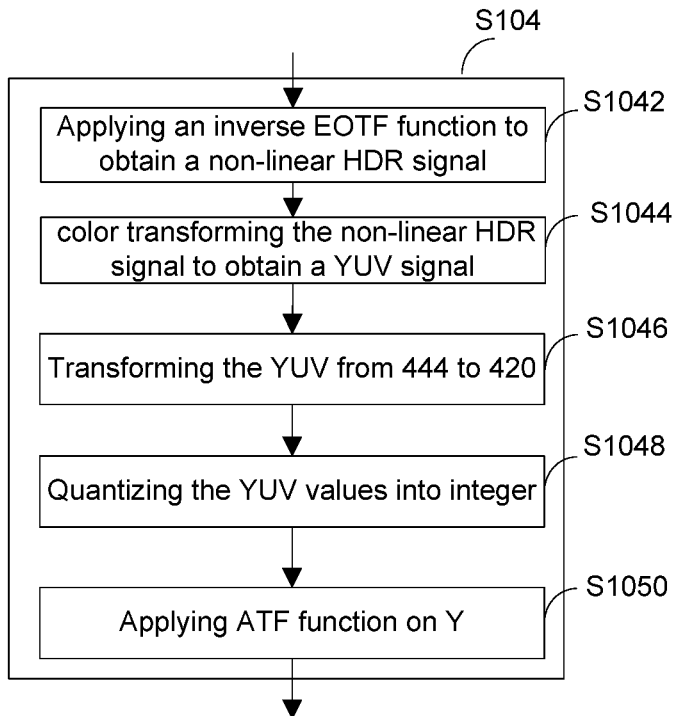 S104
S1042
Applying an inverse EOTF function to
obtain a non-linear HDR signal
S1044
color transforming the non-linear HDR
signal to obtain a YUV signal
S1046
Transforming the YUV from 444 to 420
S1048
Quantizing the YUV values into integer
S1050
Applying ATF function on Y